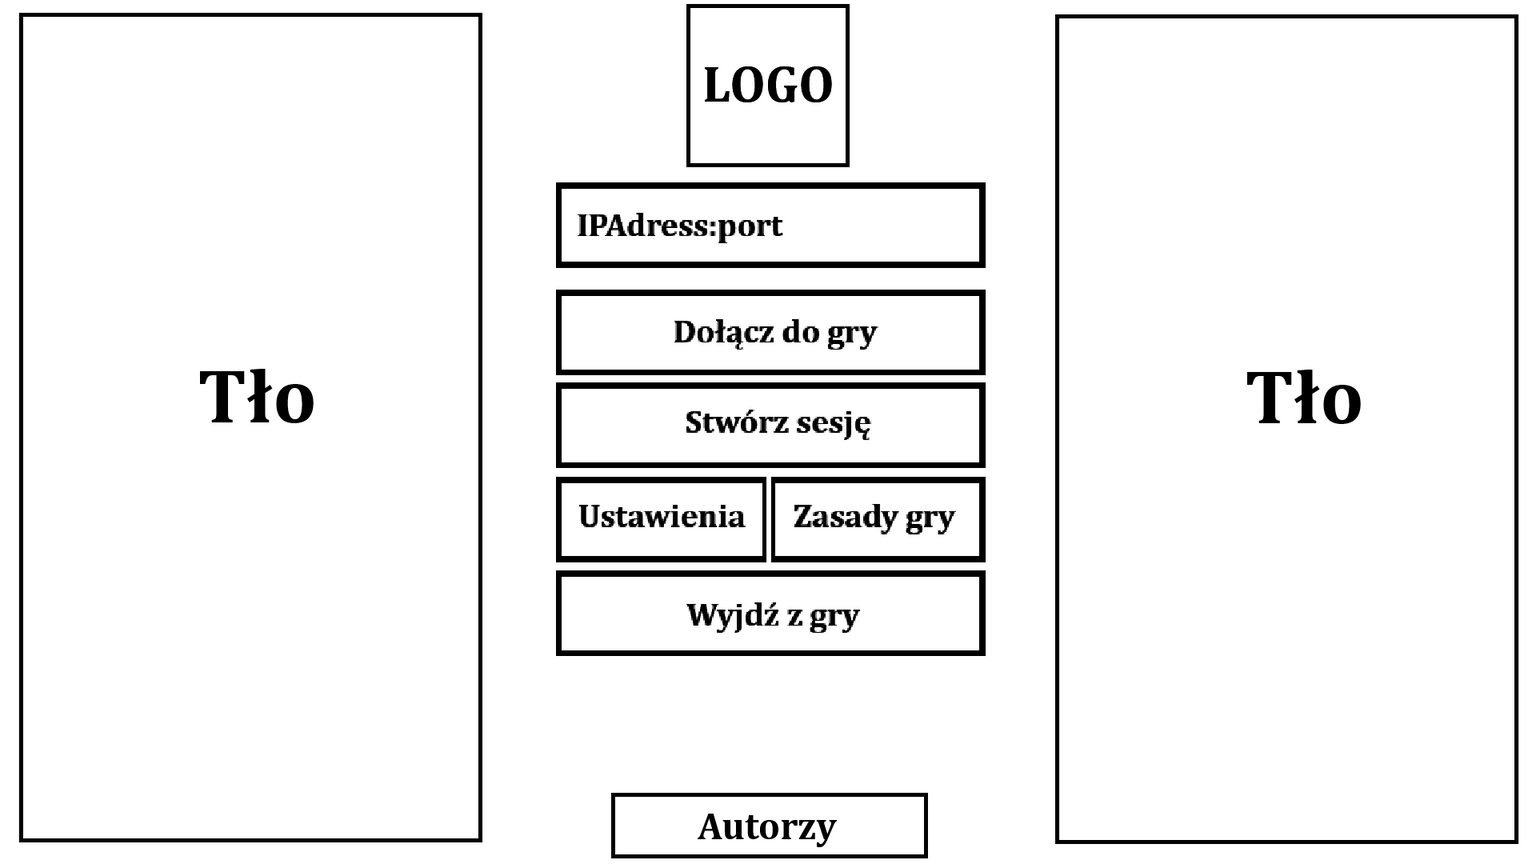 LOGO
IPAdress:port
Dołącz do gry
Stwórz sesję
Tło
Tło
Ustawienia
Zasady gry
Wyjdź z gry
Autorzy